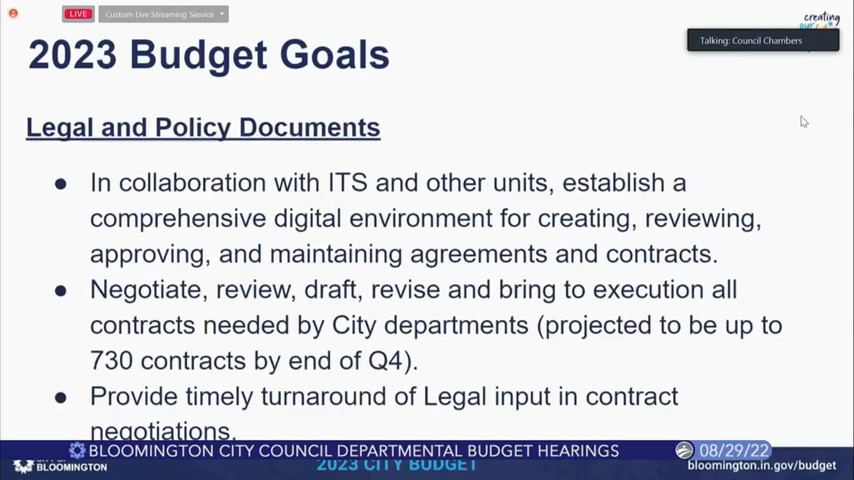 LIVE
Custom Live Streaming Service
creating
Talking: Council Chambers
2023 Budget Goals
Legal and Policy Documents
● In collaboration with ITS and other units, establish a
comprehensive digital environment for creating, reviewing,
approving, and maintaining agreements and contracts.
● Negotiate, review, draft, revise and bring to execution all
contracts needed by City departments (projected to be up to
730 contracts by end of Q4).
● Provide timely turnaround of Legal input in contract
negotiations.
BLOOMINGTON CITY COUNCIL DEPARTMENTAL BUDGET HEARINGS
08/29/22
BLOOMINGTON
2023 CITY BUDGET
bloomington.in.gov/budget